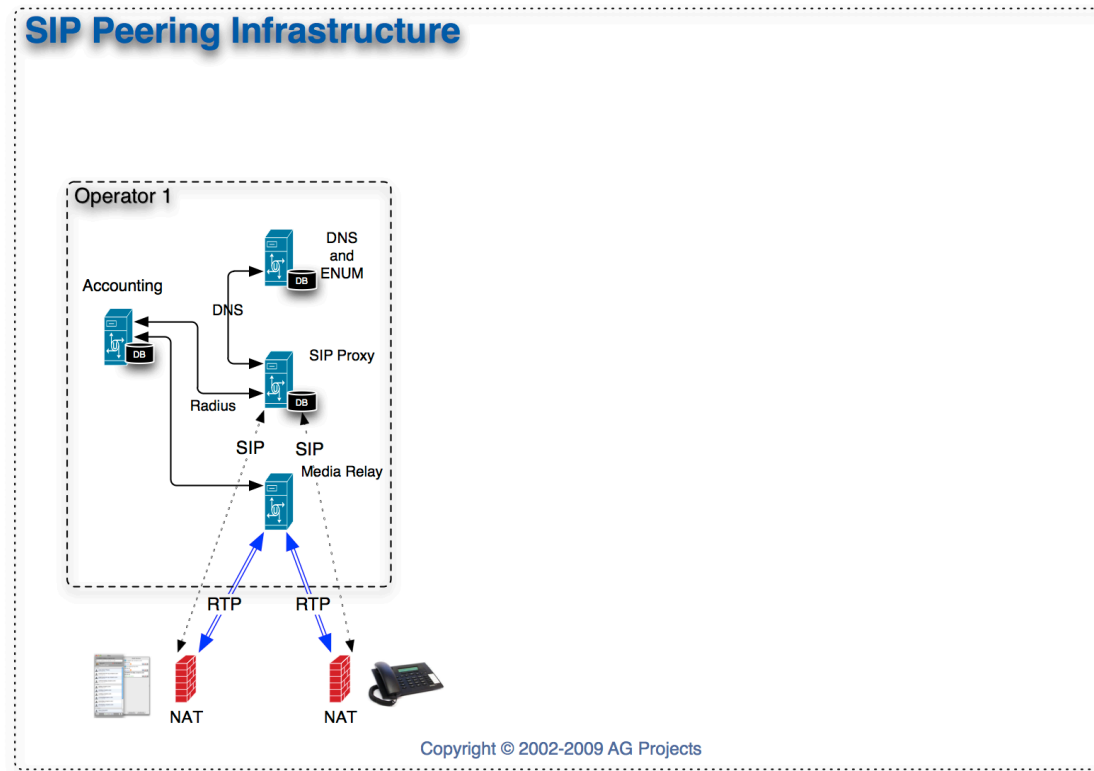 SIP Peering Infrastructure
Operator 1
DNS
and
ENUM
DB
Accounting
DNS
DB
SIP Proxy
DB
Radius
SIP
SIP
Media Relay
RTP
RTP
NAT
NAT
Copyright © 2002-2009 AG Projects